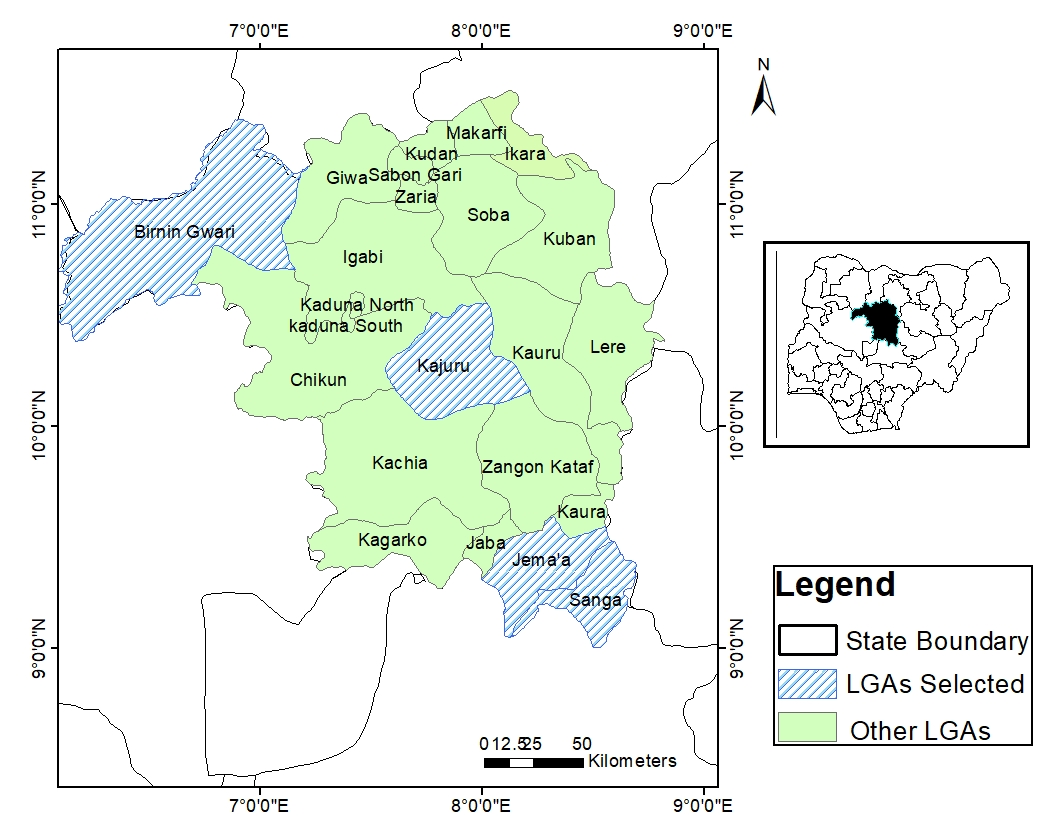 7°0'0"E 8°0'0"E 9°0'0"E
N
Makarfi
Kudan
Ikara
Giwa
Sabon Gari
Zaria
11°0'0"N
11°0'0"N
Soba
Birnin Gwari
Kuban
Igabi
Kaduna North
kaduna South
Kauru
Lere
Kajuru
Chikun
10°0'0"N
10°0'0"N
Kachia
Zangon Kataf
Kaura
Kagarko
Jaba
Jema'a
Sanga
9°0'0"N
9°0'0"N
Legend
State Boundary
LGAs Selected
Other LGAs
0 12.5 25 50
Kilometers
7°0'0"E 8°0'0"E 9°0'0"E